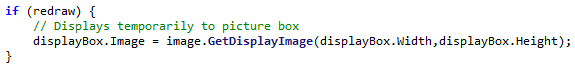 if (redraw) {
// Displays temporarily to picture box
displayBox.Image = image.GetDisplayImage(displayBox.Width,displayBox.Height);
}